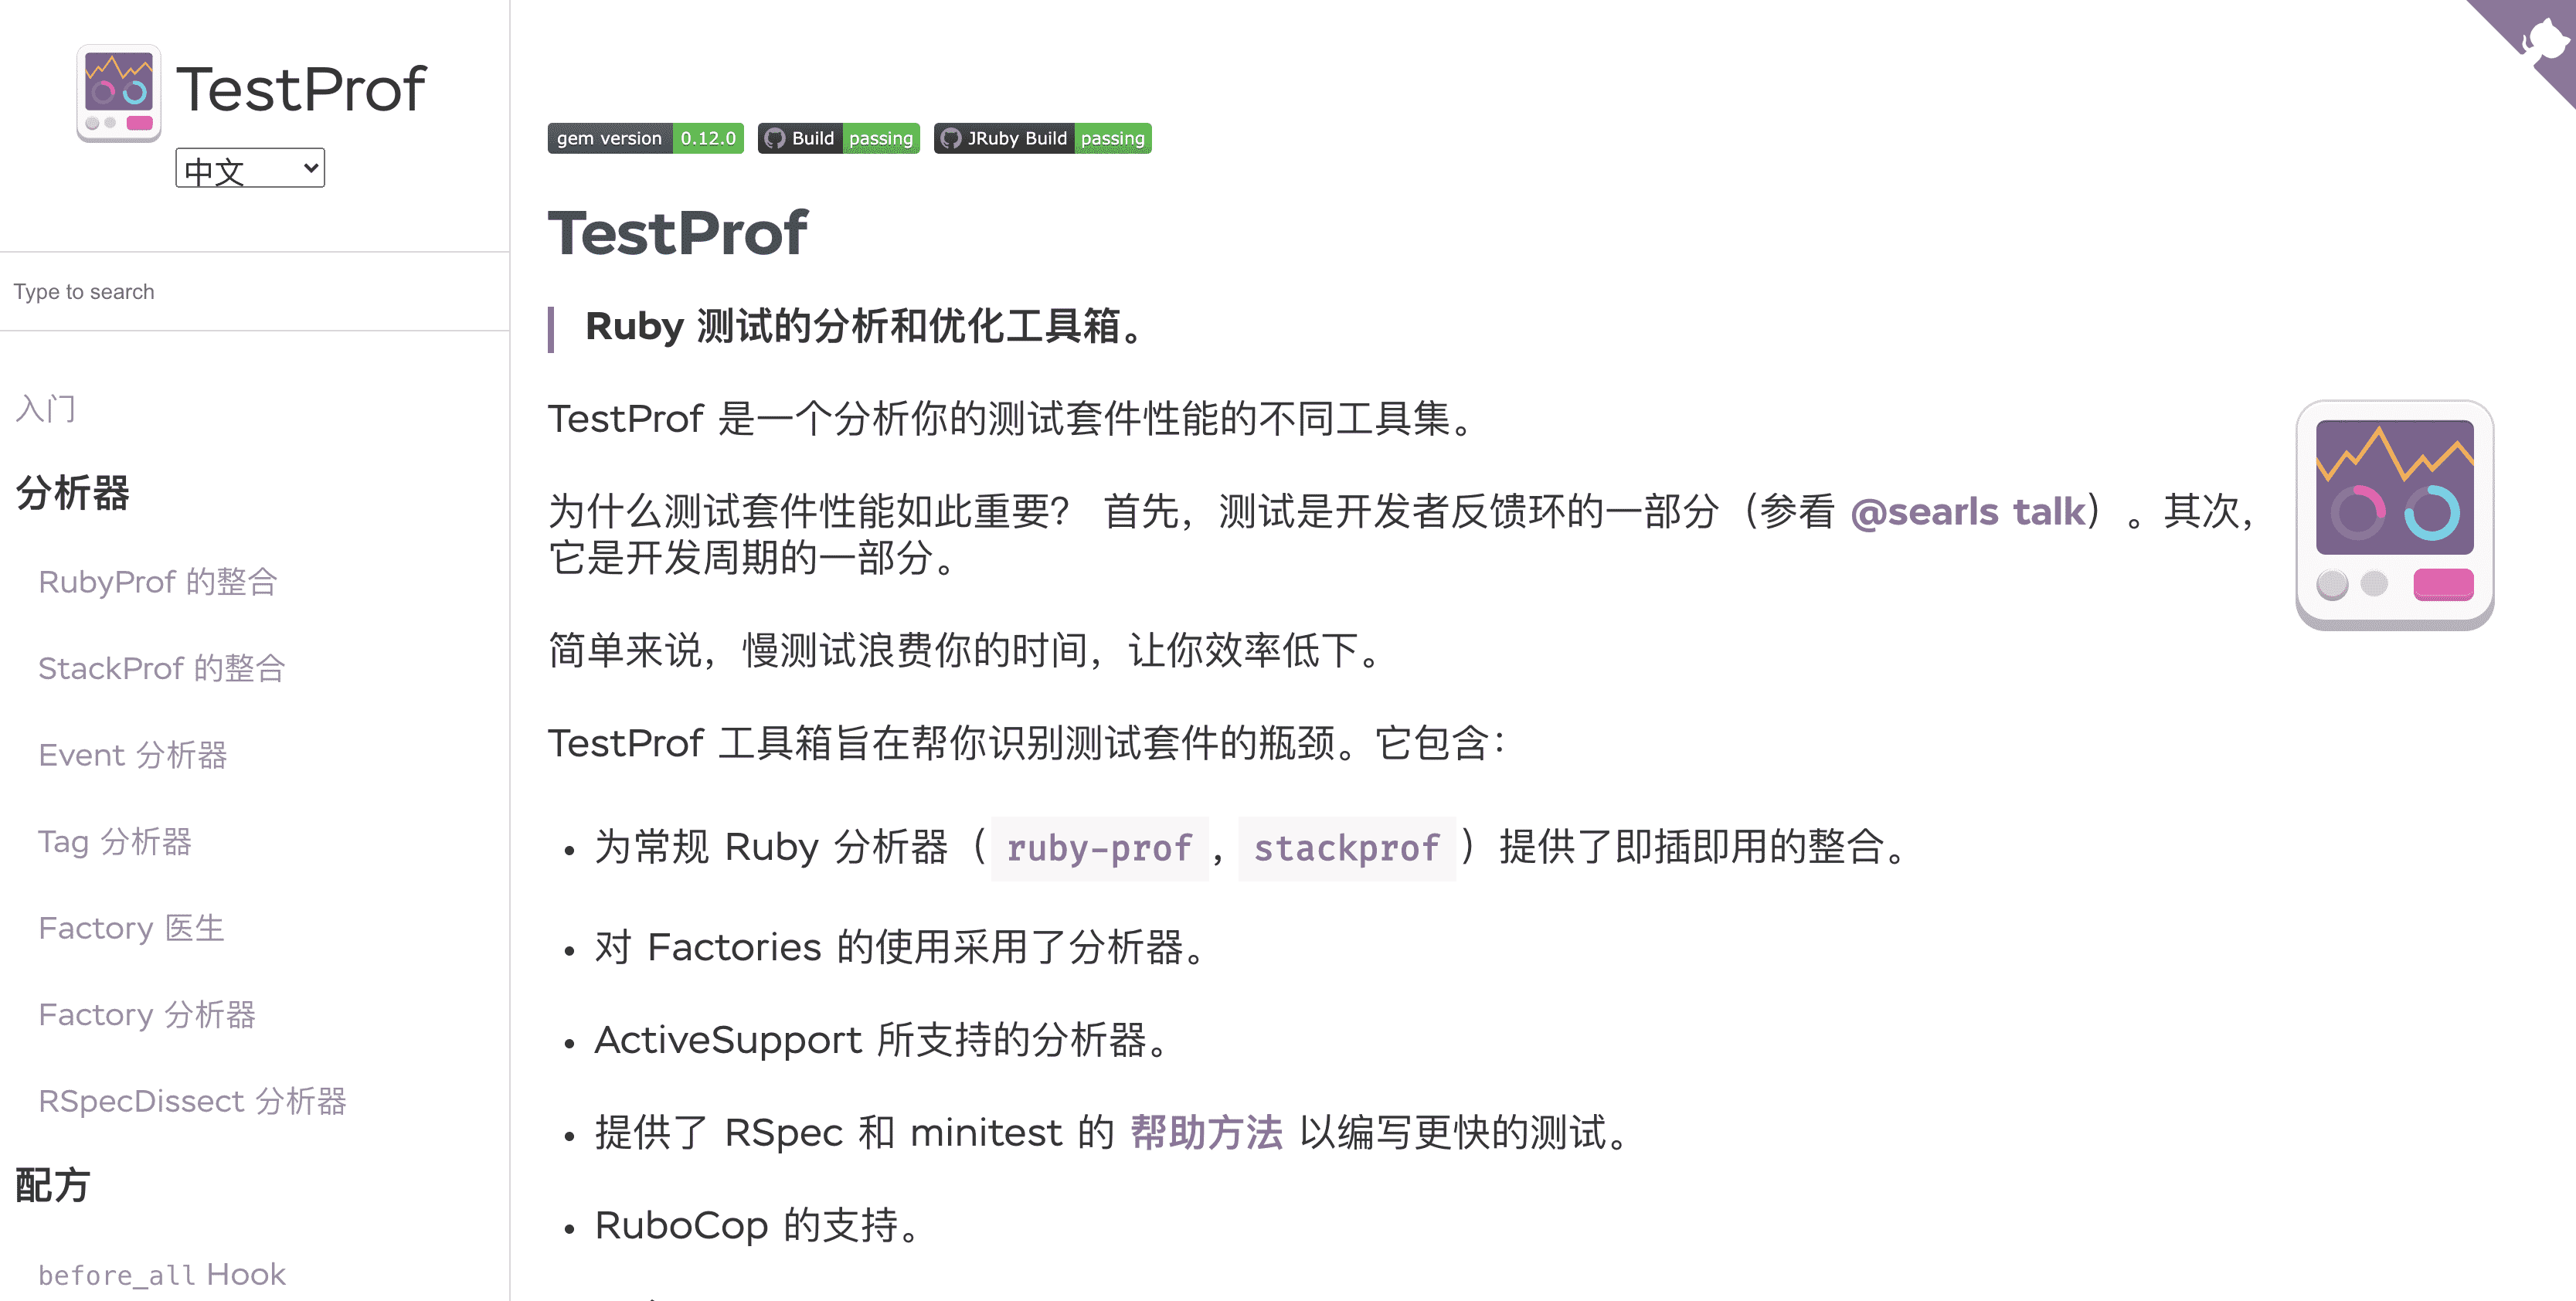 TestProf
中文
Type to search
入门
分析器
RubyProf 的整合
StackProf 的整合
Event 分析器
Tag 分析器
Factory 医生
Factory 分析器
RSpecDissect 分析器
配方
before_all Hook
gem version 0.12.0 Build passing JRuby Build passing
TestProf
Ruby 测试的分析和优化工具箱。
TestProf 是一个分析你的测试套件性能的不同工具集。
为什么测试套件性能如此重要？ 首先，测试是开发者反馈环的一部分（参看 @searls talk）。其次，
它是开发周期的一部分。
简单来说，慢测试浪费你的时间，让你效率低下。
TestProf 工具箱旨在帮你识别测试套件的瓶颈。它包含：
• 为常规 Ruby 分析器（ruby-prof，stackprof）提供了即插即用的整合。
• 对 Factories 的使用采用了分析器。
• ActiveSupport 所支持的分析器。
• 提供了 RSpec 和 minitest 的 帮助方法 以编写更快的测试。
• RuboCop 的支持。